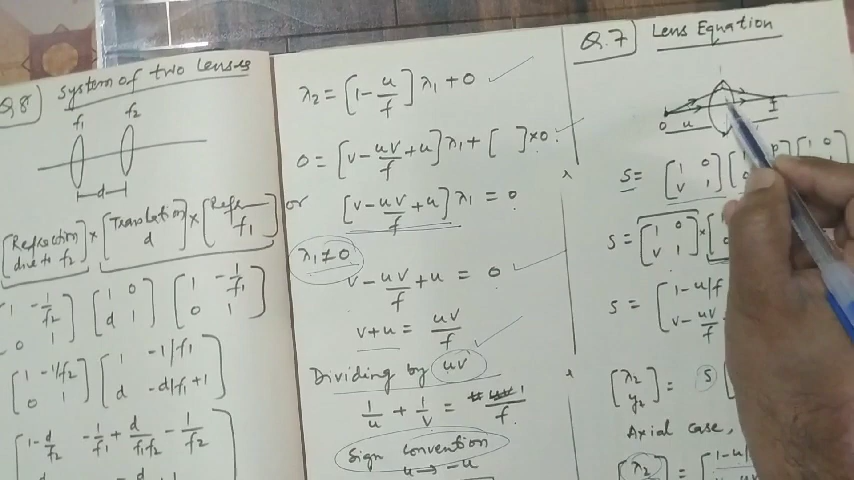 Q.8 System of two Lenses
f1 f2
d
[Refraction due to f2] × [Translation d] × [Refr f1]
[1 -1/f2; 0 1] [1 0; d 1] [1 -1/f1; 0 1]
[1 -1/f2; 0 1] [1 -1/f1; d -d/f1+1]
[1-d/f2 -1/f1+d/f1f2-1/f2
λ2 = [1-u/f] λ1 + 0
0 = [v-uv/f+u] λ1 + [ ]×0.
or [v-uv/f+u] λ1 = 0
λ1≠0
v-uv/f+u = 0
v+u = uv/f
Dividing by uv
1/u + 1/v = 1/f
Sign convention
u → -u
Q.7 Lens Equation
O u I
S = [1 0; v 1] [1
S = [1 0; v 1] ×
S = [1-u/f
v-uv/f
[λ2; y2] = S
Axial case,
[λ2 = [1-u/